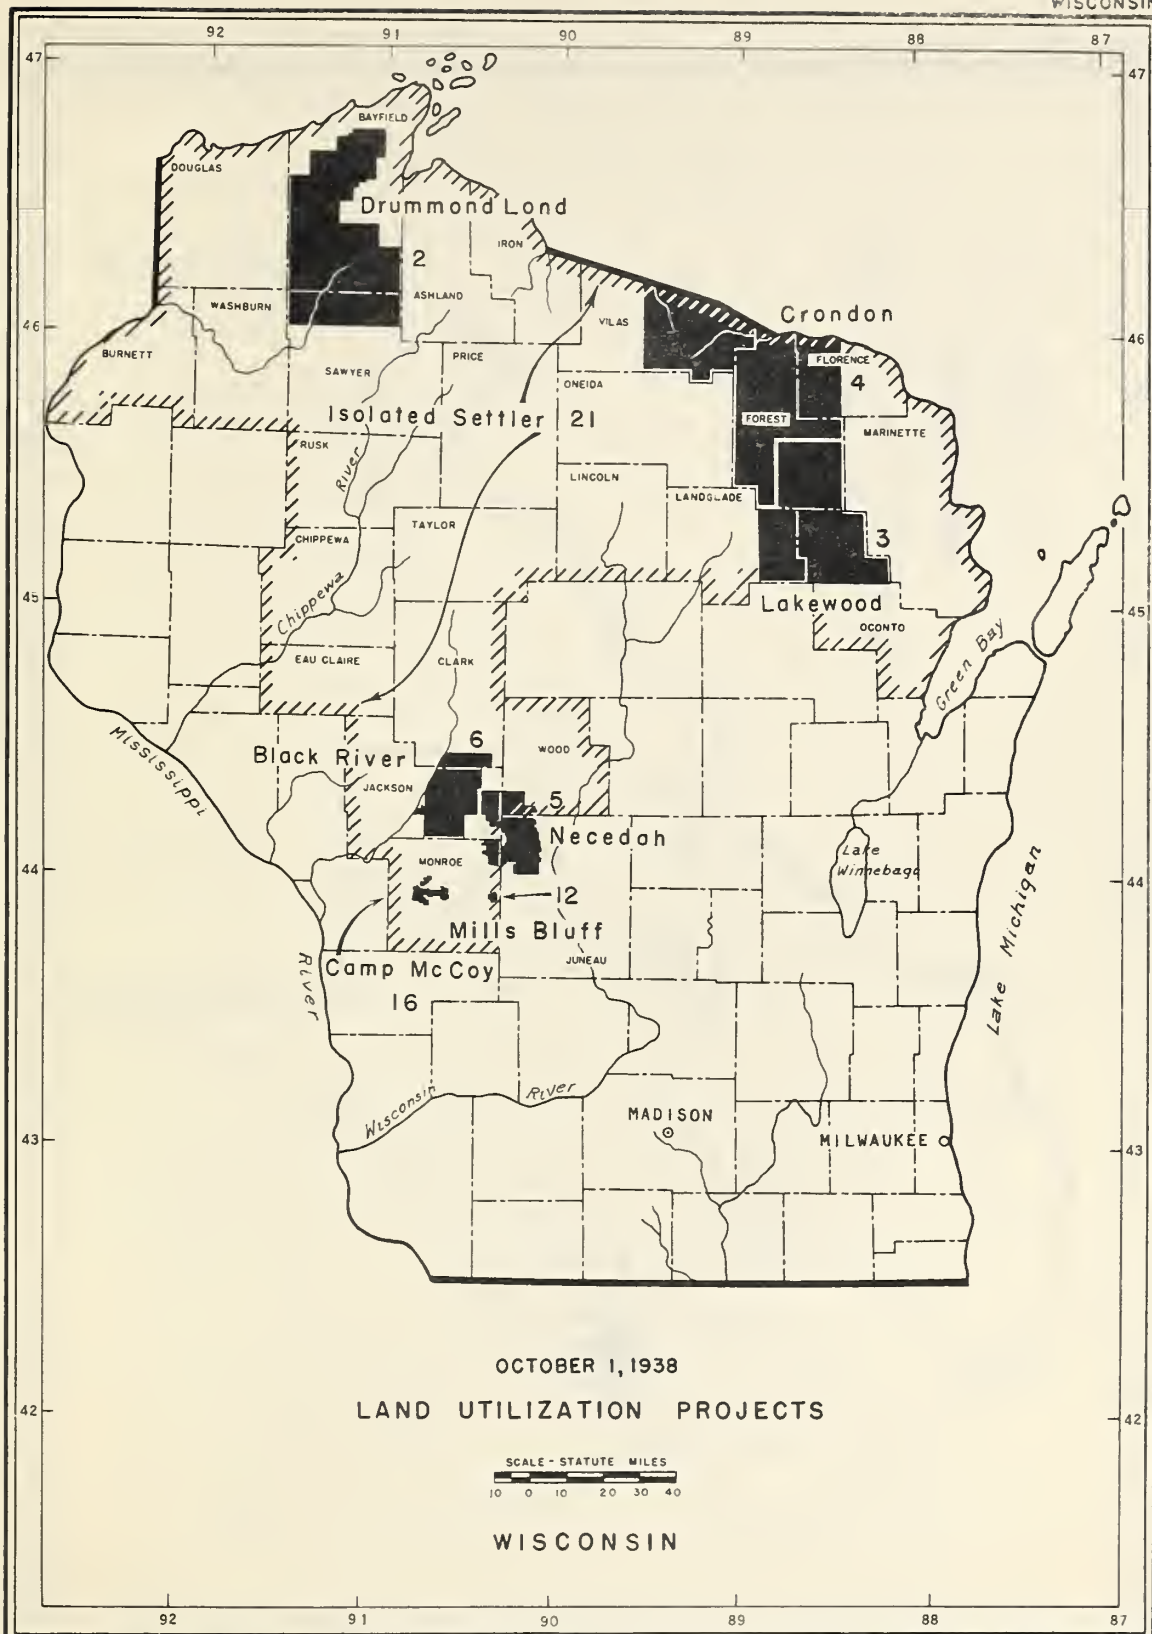 WISCONSIN
92 91 90 89 88 87
47 47
BAYFIELD
DOUGLAS
Drummond Lond
IRON
2
ASHLAND
WASHBURN
VILAS
Crondon
46 46
BURNETT
PRICE
FLORENCE
SAWYER
ONEIDA
4
Isolated Settler 21
FOREST
MARINETTE
RUSK
River
LINCOLN
LANGLADE
TAYLOR
CHIPPEWA
3
Chippewa
45 45
Lakewood
OCONTO
EAU CLAIRE
CLARK
Green Bay
Mississippi
Black River
6
WOOD
JACKSON
5
Necedah
Lake
Winnebago
44 44
MONROE
12
Mills Bluff
Lake Michigan
JUNEAU
Camp McCoy
16
River
Wisconsin River
MADISON
MILWAUKEE
43 43
OCTOBER 1, 1938
LAND UTILIZATION PROJECTS
42 42
SCALE - STATUTE MILES
10 0 10 20 30 40
WISCONSIN
92 91 90 89 88 87